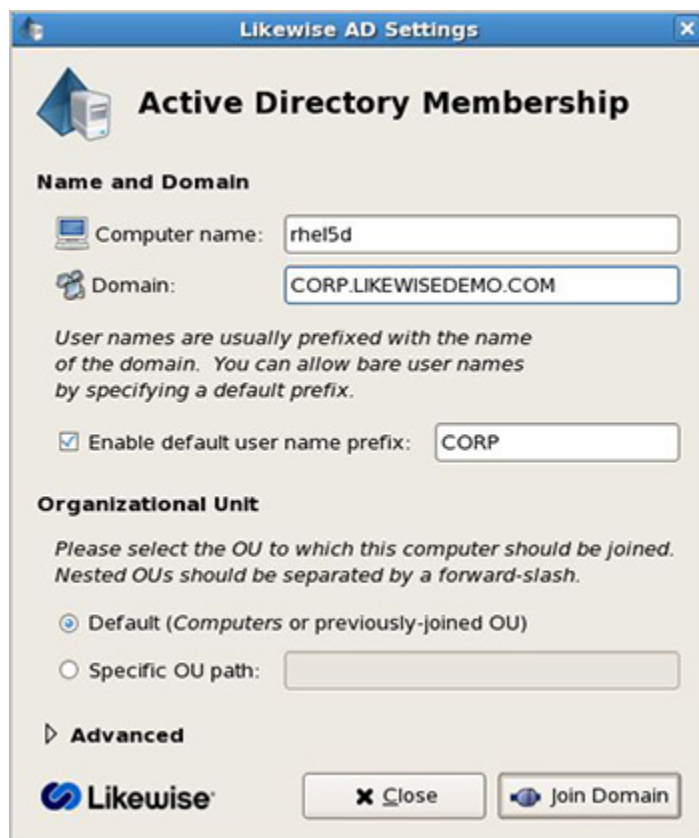 Likewise AD Settings
Active Directory Membership
Name and Domain
Computer name: rhel5d
Domain: CORP.LIKEWISEDEMO.COM
User names are usually prefixed with the name
of the domain. You can allow bare user names
by specifying a default prefix.
Enable default user name prefix: CORP
Organizational Unit
Please select the OU to which this computer should be joined.
Nested OUs should be separated by a forward-slash.
Default (Computers or previously-joined OU)
Specific OU path:
Advanced
Likewise Close Join Domain